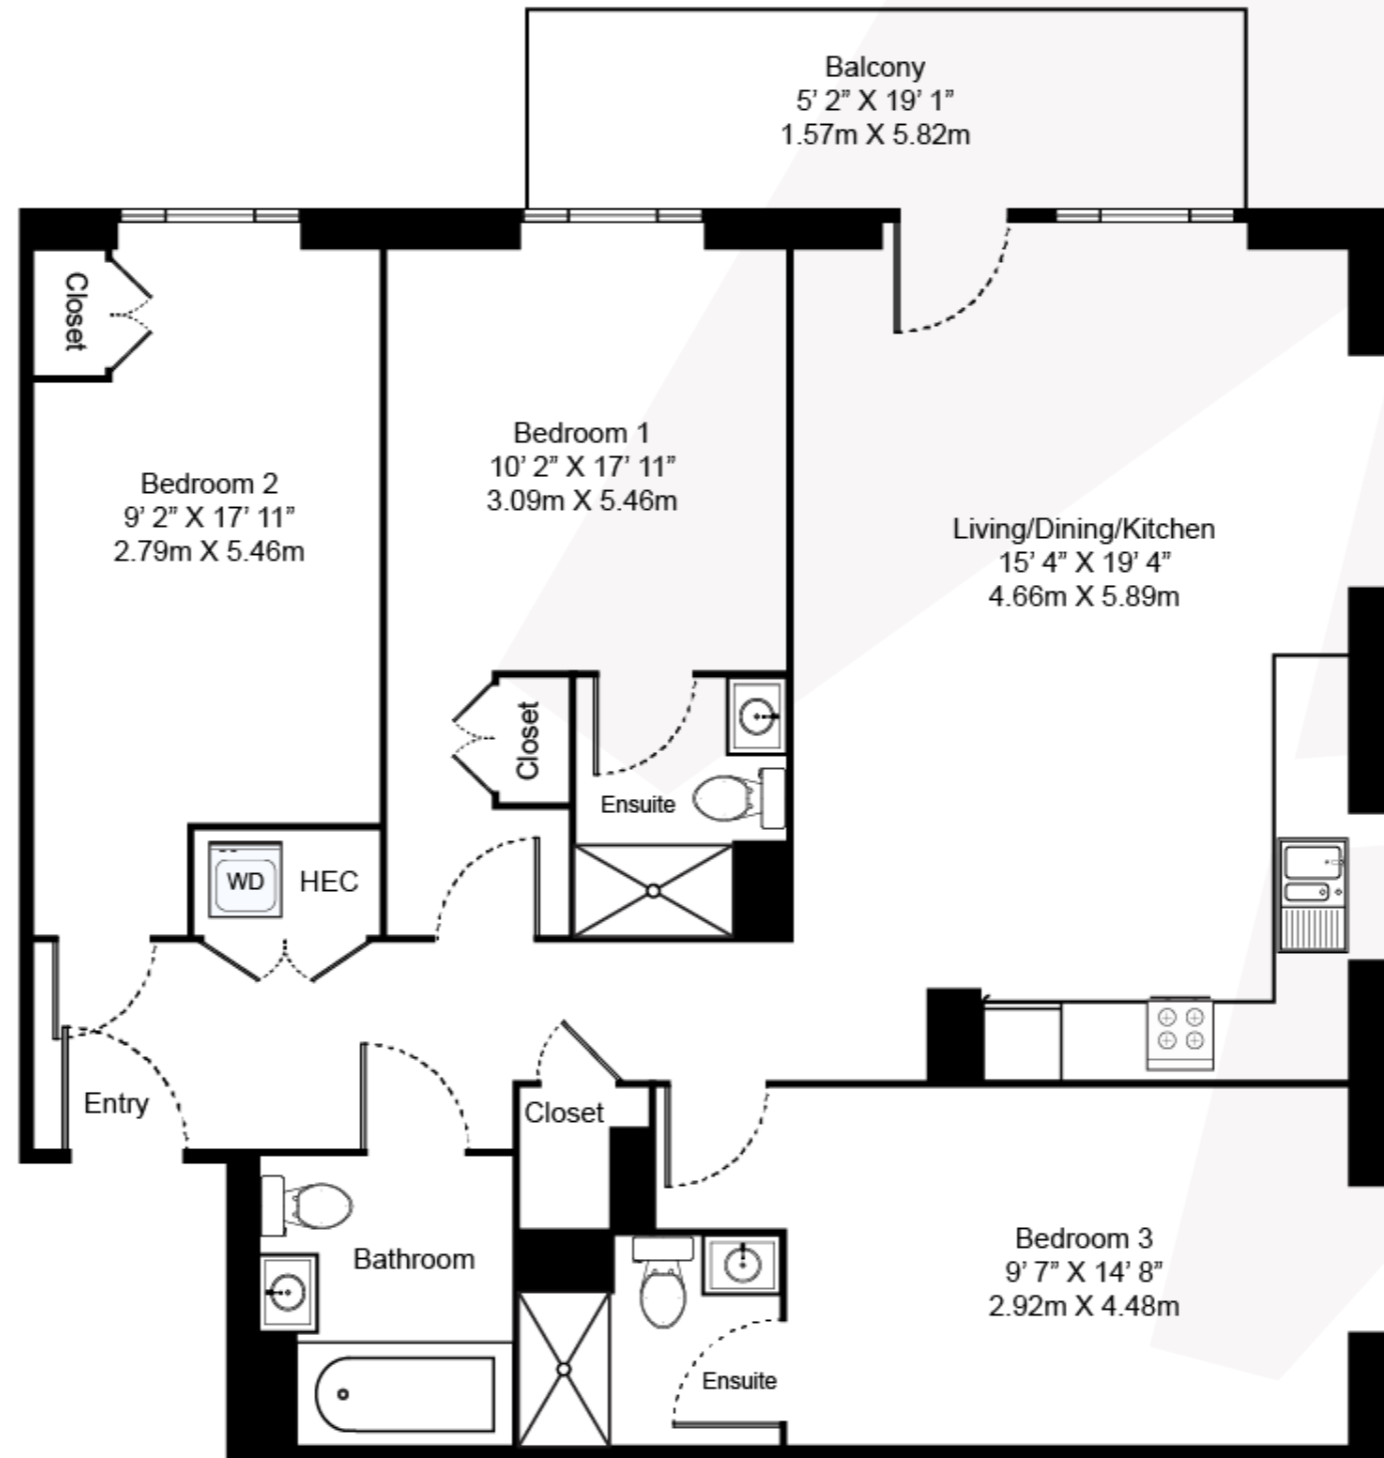 Balcony
5’ 2” X 19’ 1”
1.57m X 5.82m
Closet
Bedroom 1
10’ 2” X 17’ 11”
3.09m X 5.46m
Bedroom 2
9’ 2” X 17’ 11”
2.79m X 5.46m
Living/Dining/Kitchen
15’ 4” X 19’ 4”
4.66m X 5.89m
Closet
Ensuite
WD
HEC
Entry
Closet
Bathroom
Bedroom 3
9’ 7” X 14’ 8”
2.92m X 4.48m
Ensuite